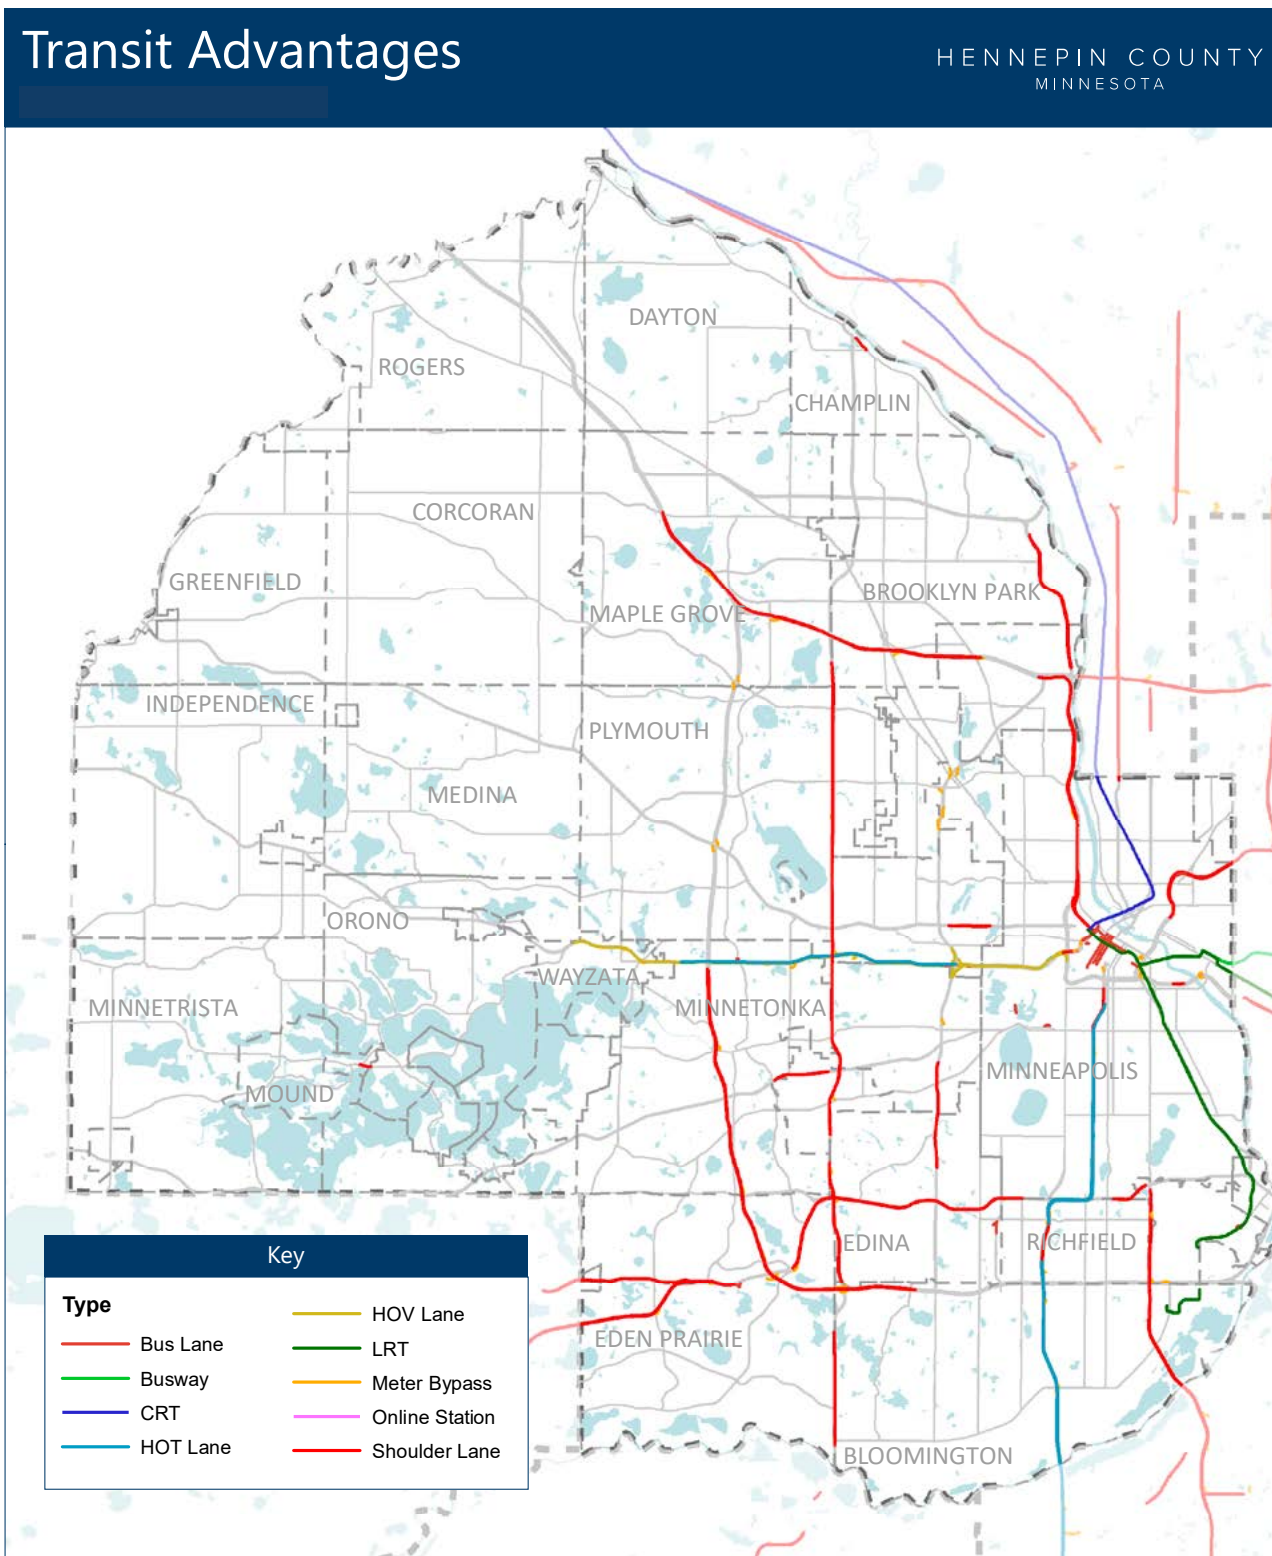 Transit Advantages
HENNEPIN COUNTY
MINNESOTA
DAYTON
ROGERS
CHAMPLIN
CORCORAN
GREENFIELD
BROOKLYN PARK
MAPLE GROVE
INDEPENDENCE
PLYMOUTH
MEDINA
ORONO
WAYZATA
MINNETRISTA
MINNETONKA
MINNEAPOLIS
MOUND
EDINA
RICHFIELD
EDEN PRAIRIE
BLOOMINGTON
Key
Type
Bus Lane
Busway
CRT
HOT Lane
HOV Lane
LRT
Meter Bypass
Online Station
Shoulder Lane